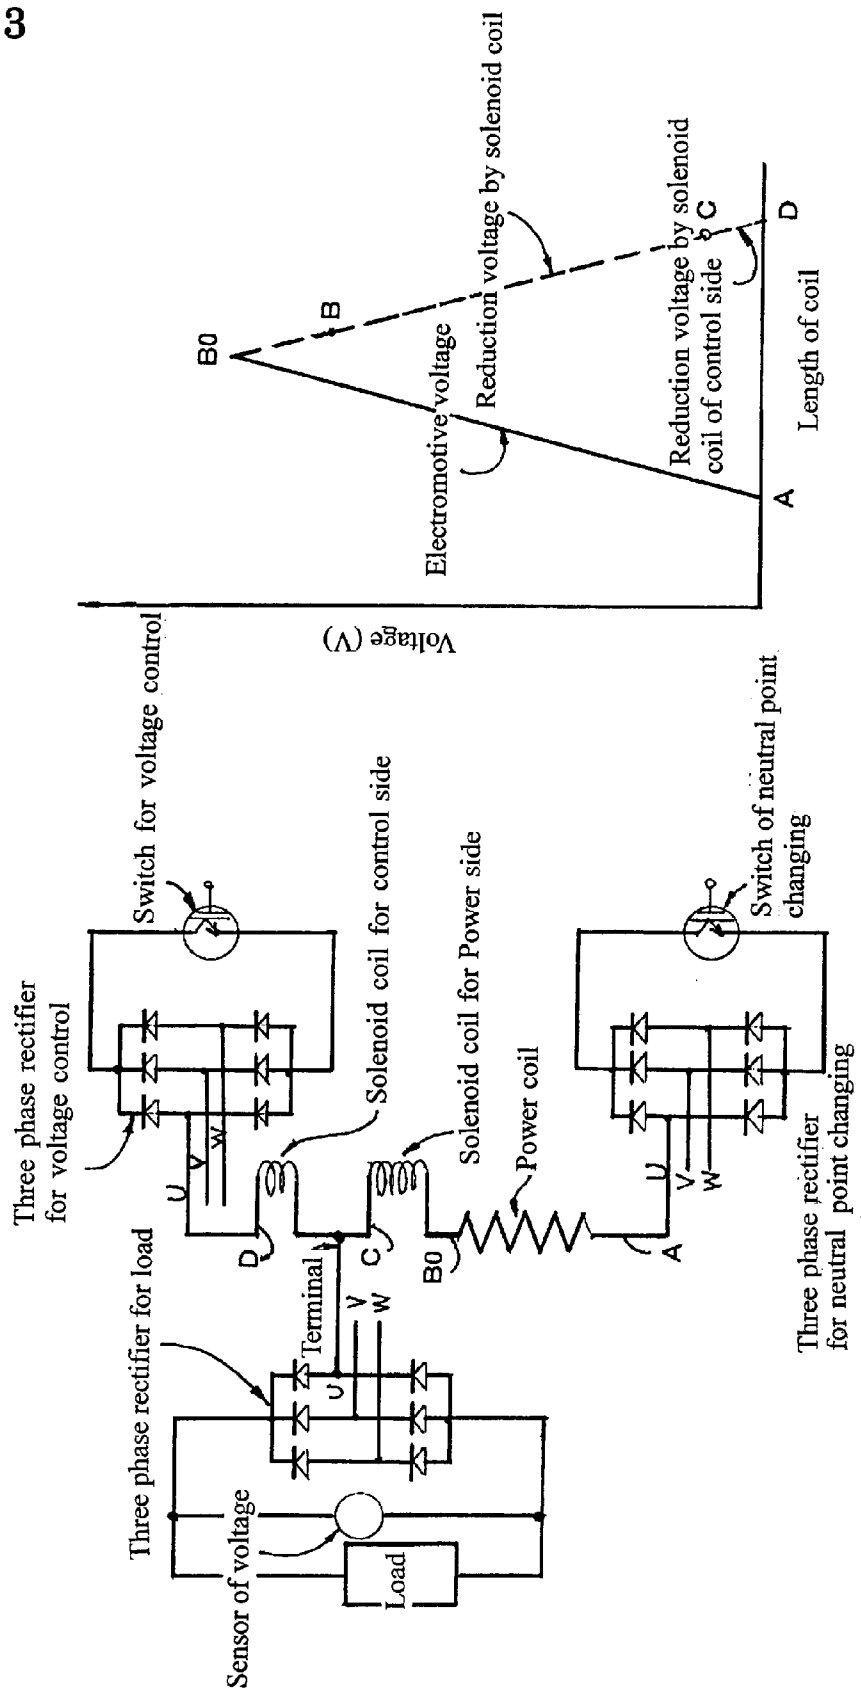 3
Three phase rectifier
for voltage control
Switch for voltage control
U
V
W
D
Solenoid coil for control side
Three phase rectifier for load
Terminal
U
V
W
C
Solenoid coil for Power side
Sensor of voltage
Load
B0
Power coil
A
U
V
W
Switch of neutral point
changing
Three phase rectifier
for neutral point changing
Voltage (V)
B0
B
Reduction voltage by solenoid coil
Electromotive voltage
Reduction voltage by solenoid
coil of control side
C
A
D
Length of coil